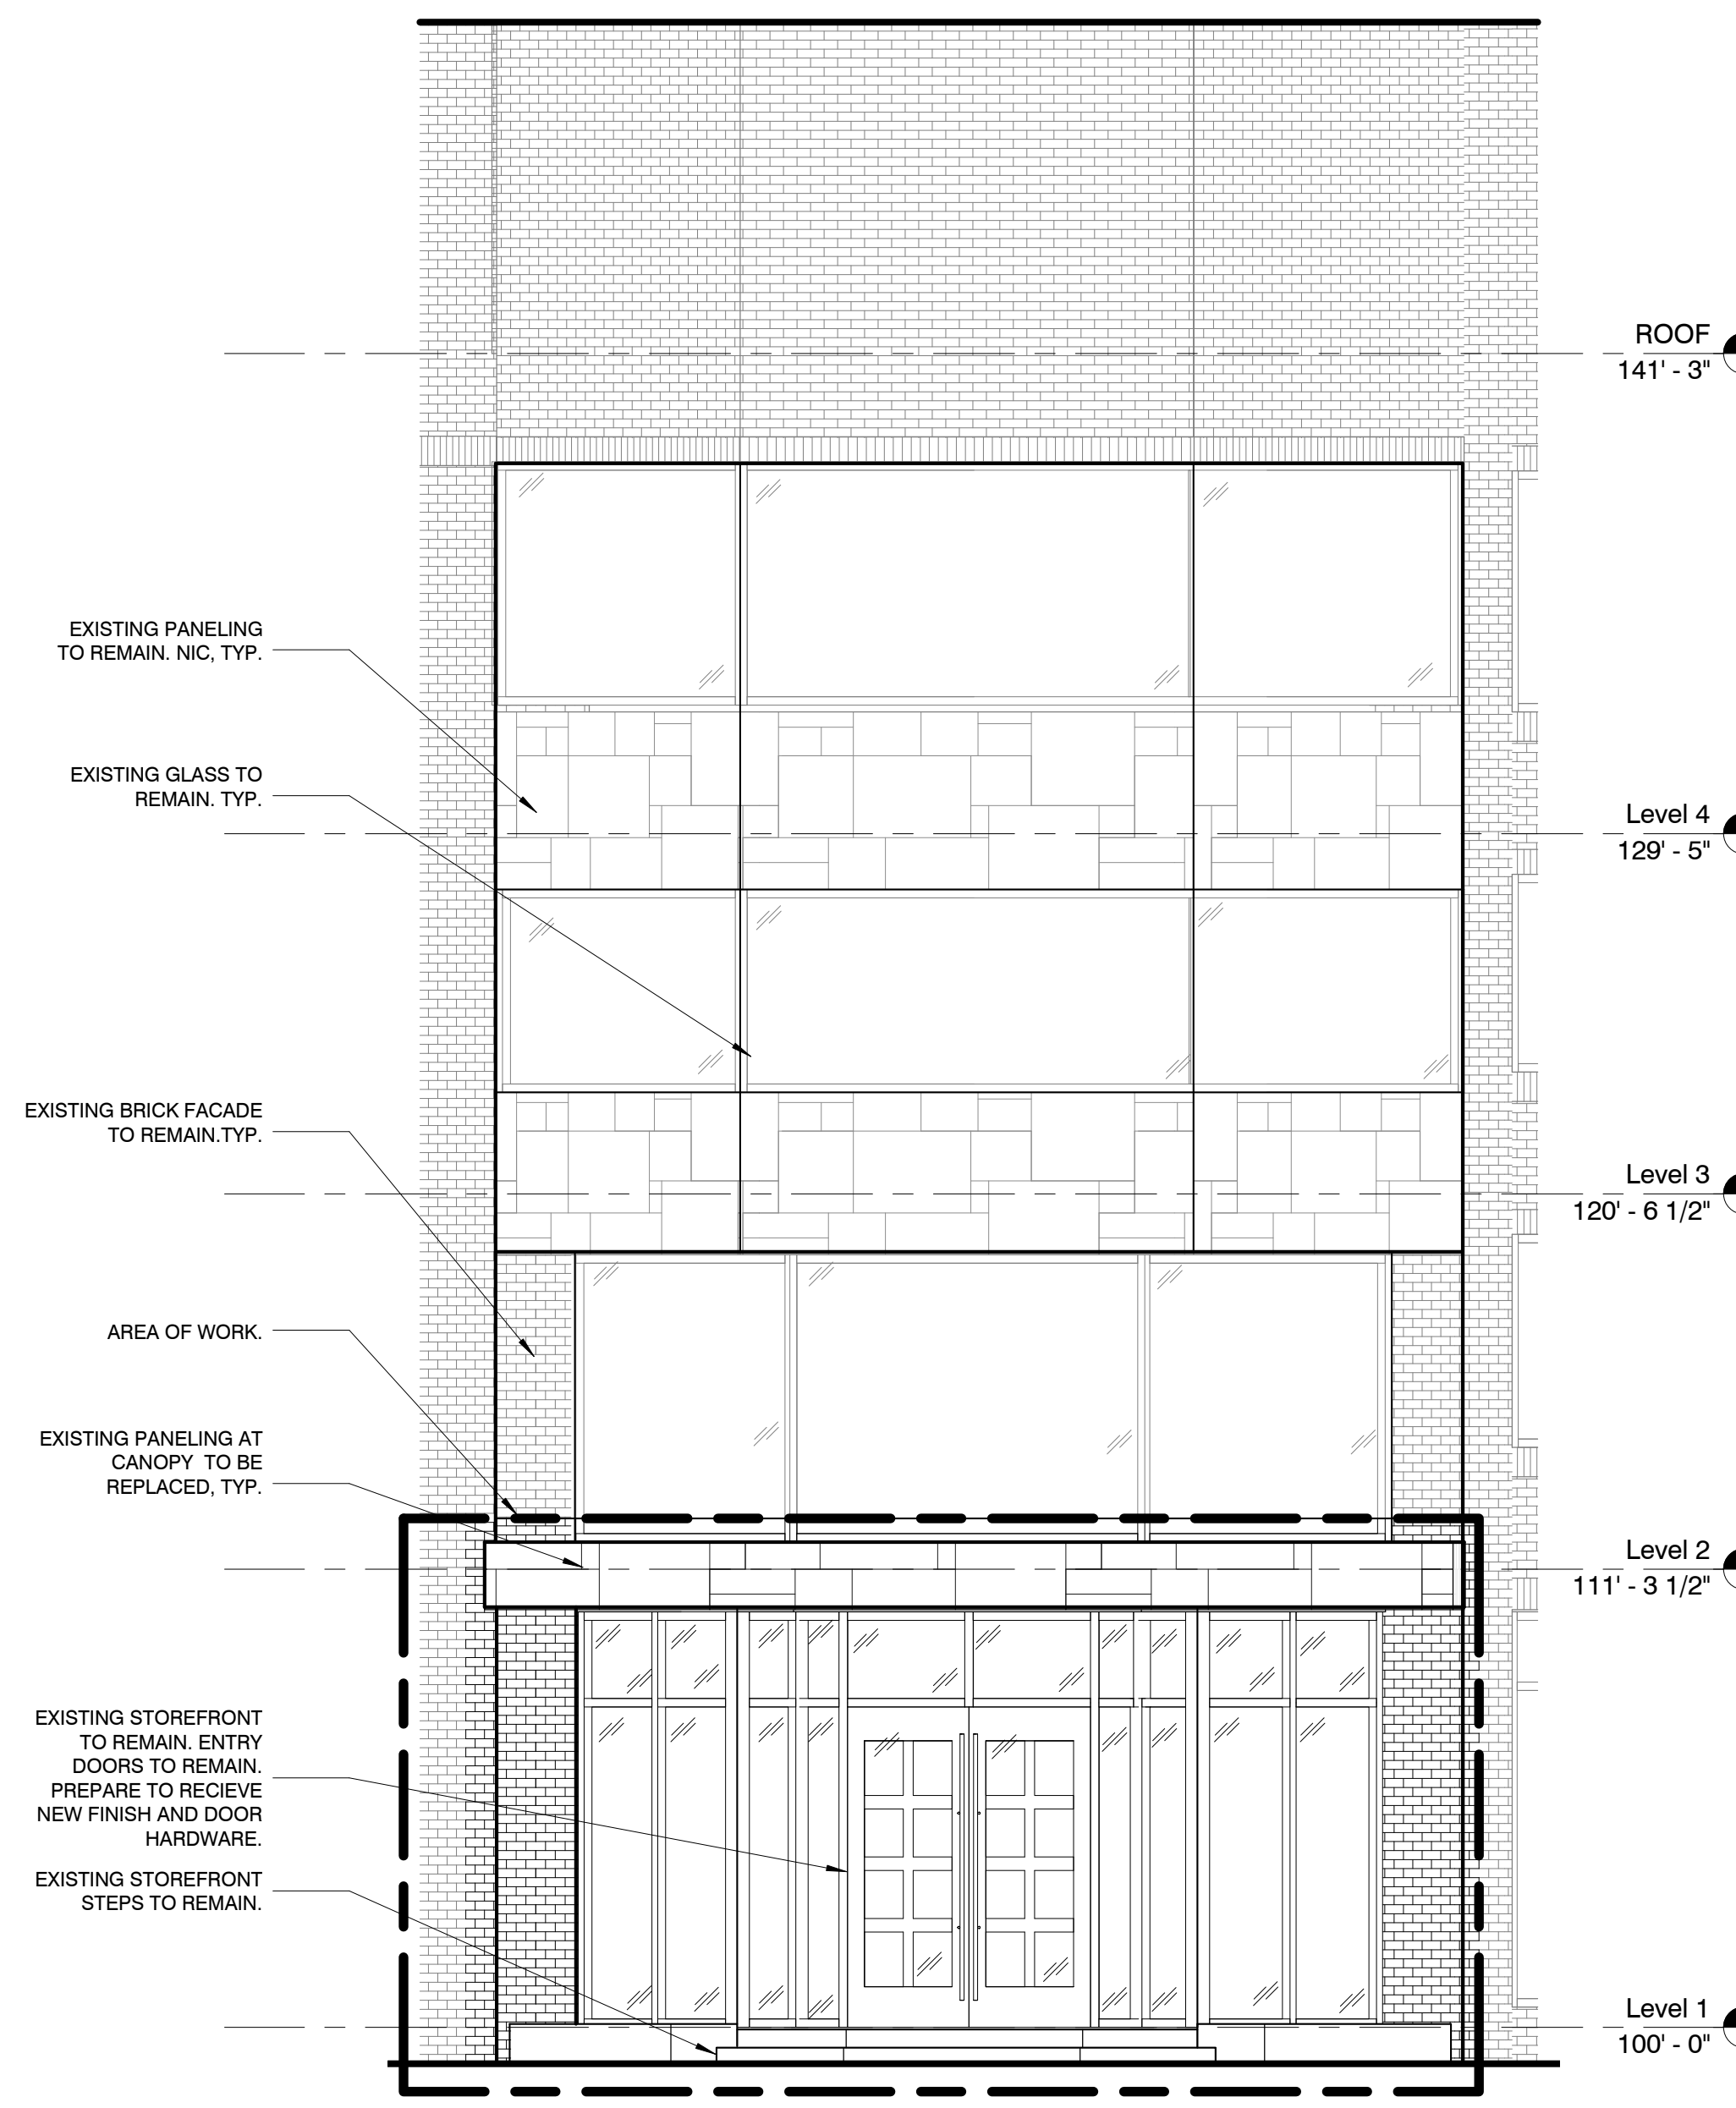 ROOF
141' - 3"
EXISTING PANELING
TO REMAIN. NIC, TYP.
EXISTING GLASS TO
REMAIN. TYP.
Level 4
129' - 5"
EXISTING BRICK FACADE
TO REMAIN.TYP.
Level 3
120' - 6 1/2"
AREA OF WORK.
EXISTING PANELING AT
CANOPY  TO BE
REPLACED, TYP.
Level 2
111' - 3 1/2"
EXISTING STOREFRONT
TO REMAIN. ENTRY
DOORS TO REMAIN.
PREPARE TO RECIEVE
NEW FINISH AND DOOR
HARDWARE.
EXISTING STOREFRONT
STEPS TO REMAIN.
Level 1
100' - 0"